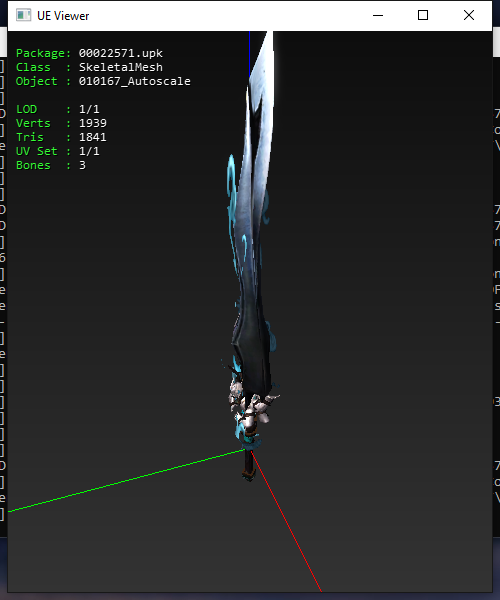 UE Viewer
Package: 00022571.upk
Class  : SkeletalMesh
Object : 010167_Autoscale
LOD    : 1/1
Verts  : 1939
Tris   : 1841
UV Set : 1/1
Bones  : 3